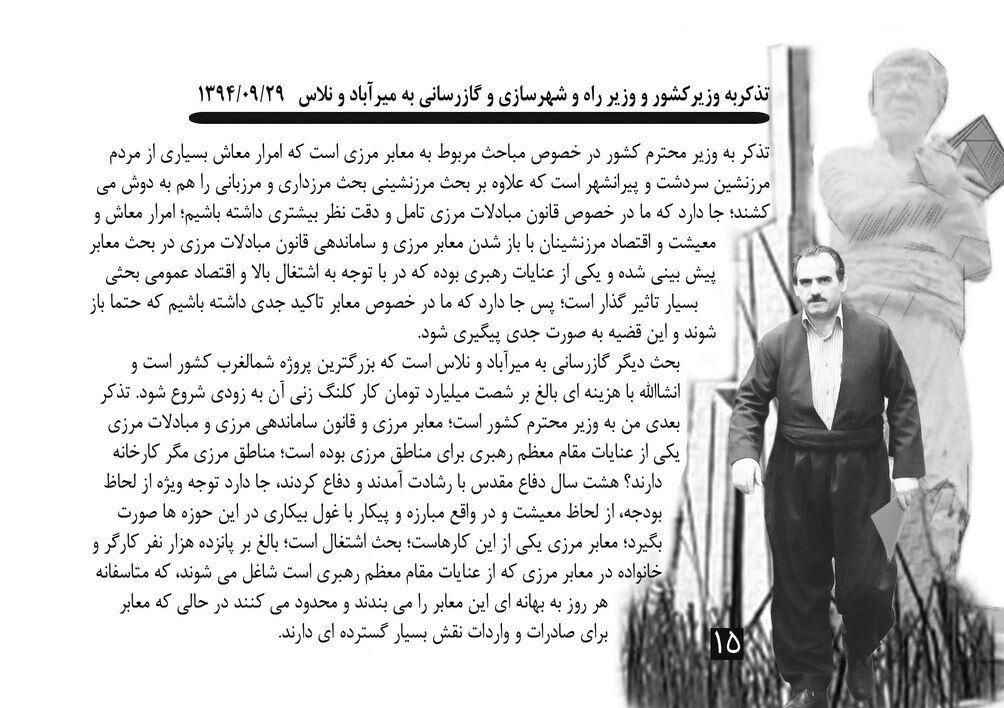 تذکربه وزیرکشور و وزیر راه و شهرسازی و گازرسانی به میرآباد و نلاس ۱۳۹۴/۰۹/۲۹
تذکر به وزیر محترم کشور در خصوص مباحث مربوط به معابر مرزی است که امرار معاش بسیاری از مردم
مرزنشین سردشت و پیرانشهر است که علاوه بر بحث مرزنشینی بحث مرزداری و مرزبانی را هم به دوش می
کشند؛ جا دارد که ما در خصوص قانون مبادلات مرزی تامل و دقت نظر بیشتری داشته باشیم؛ امرار معاش و
معیشت و اقتصاد مرزنشینان با باز شدن معابر مرزی و ساماندهی قانون مبادلات مرزی در بحث معابر
پیش بینی شده و یکی از عنایات رهبری بوده که در با توجه به اشتغال بالا و اقتصاد عمومی بحثی
بسیار تاثیر گذار است؛ پس جا دارد که ما در خصوص معابر تاکید جدی داشته باشیم که حتما باز
شوند و این قضیه به صورت جدی پیگیری شود.
بحث دیگر گازرسانی به میرآباد و نلاس است که بزرگترین پروژه شمالغرب کشور است و
انشاالله با هزینه ای بالغ بر شصت میلیارد تومان کار کلنگ زنی آن به زودی شروع شود. تذکر
بعدی من به وزیر محترم کشور است؛ معابر مرزی و قانون ساماندهی مرزی و مبادلات مرزی
یکی از عنایات مقام معظم رهبری برای مناطق مرزی بوده است؛ مناطق مرزی مگر کارخانه
دارند؟ هشت سال دفاع مقدس با رشادت آمدند و دفاع کردند، جا دارد توجه ویژه از لحاظ
بودجه، از لحاظ معیشت و در واقع مبارزه و پیکار با غول بیکاری در این حوزه ها صورت
بگیرد؛ معابر مرزی یکی از این کارهاست؛ بحث اشتغال است؛ بالغ بر پانزده هزار نفر کارگر و
خانواده در معابر مرزی که از عنایات مقام معظم رهبری است شاغل می شوند، که متاسفانه
هر روز به بهانه ای این معابر را می بندند و محدود می کنند در حالی که معابر
برای صادرات و واردات نقش بسیار گسترده ای دارند.
۱۵